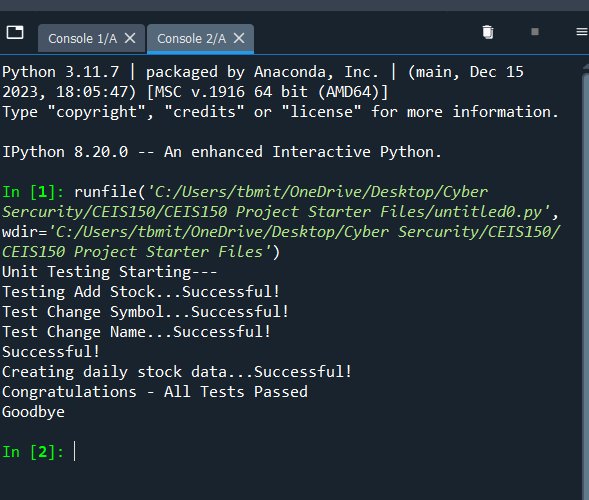 Console 1/A
Console 2/A
Python 3.11.7 | packaged by Anaconda, Inc. | (main, Dec 15
2023, 18:05:47) [MSC v.1916 64 bit (AMD64)]
Type "copyright", "credits" or "license" for more information.
IPython 8.20.0 -- An enhanced Interactive Python.
In [1]: runfile('C:/Users/tbmit/OneDrive/Desktop/Cyber
Sercurity/CEIS150/CEIS150 Project Starter Files/untitled0.py',
wdir='C:/Users/tbmit/OneDrive/Desktop/Cyber Sercurity/CEIS150/
CEIS150 Project Starter Files')
Unit Testing Starting---
Testing Add Stock...Successful!
Test Change Symbol...Successful!
Test Change Name...Successful!
Successful!
Creating daily stock data...Successful!
Congratulations - All Tests Passed
Goodbye
In [2]: